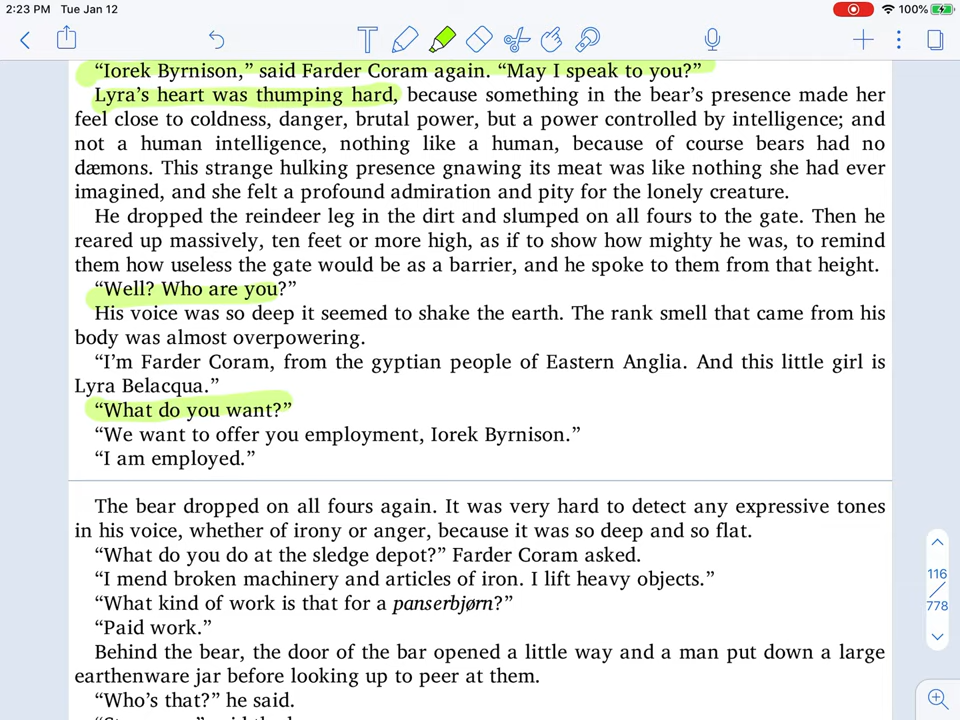 2:23 PM Tue Jan 12
100%
“Iorek Byrnison,” said Farder Coram again. “May I speak to you?”
Lyra’s heart was thumping hard, because something in the bear’s presence made her
feel close to coldness, danger, brutal power, but a power controlled by intelligence; and
not a human intelligence, nothing like a human, because of course bears had no
dæmons. This strange hulking presence gnawing its meat was like nothing she had ever
imagined, and she felt a profound admiration and pity for the lonely creature.
He dropped the reindeer leg in the dirt and slumped on all fours to the gate. Then he
reared up massively, ten feet or more high, as if to show how mighty he was, to remind
them how useless the gate would be as a barrier, and he spoke to them from that height.
“Well? Who are you?”
His voice was so deep it seemed to shake the earth. The rank smell that came from his
body was almost overpowering.
“I’m Farder Coram, from the gyptian people of Eastern Anglia. And this little girl is
Lyra Belacqua.”
“What do you want?”
“We want to offer you employment, Iorek Byrnison.”
“I am employed.”
The bear dropped on all fours again. It was very hard to detect any expressive tones
in his voice, whether of irony or anger, because it was so deep and so flat.
“What do you do at the sledge depot?” Farder Coram asked.
“I mend broken machinery and articles of iron. I lift heavy objects.”
“What kind of work is that for a panserbjørn?”
“Paid work.”
Behind the bear, the door of the bar opened a little way and a man put down a large
earthenware jar before looking up to peer at them.
“Who’s that?” he said.
116
778